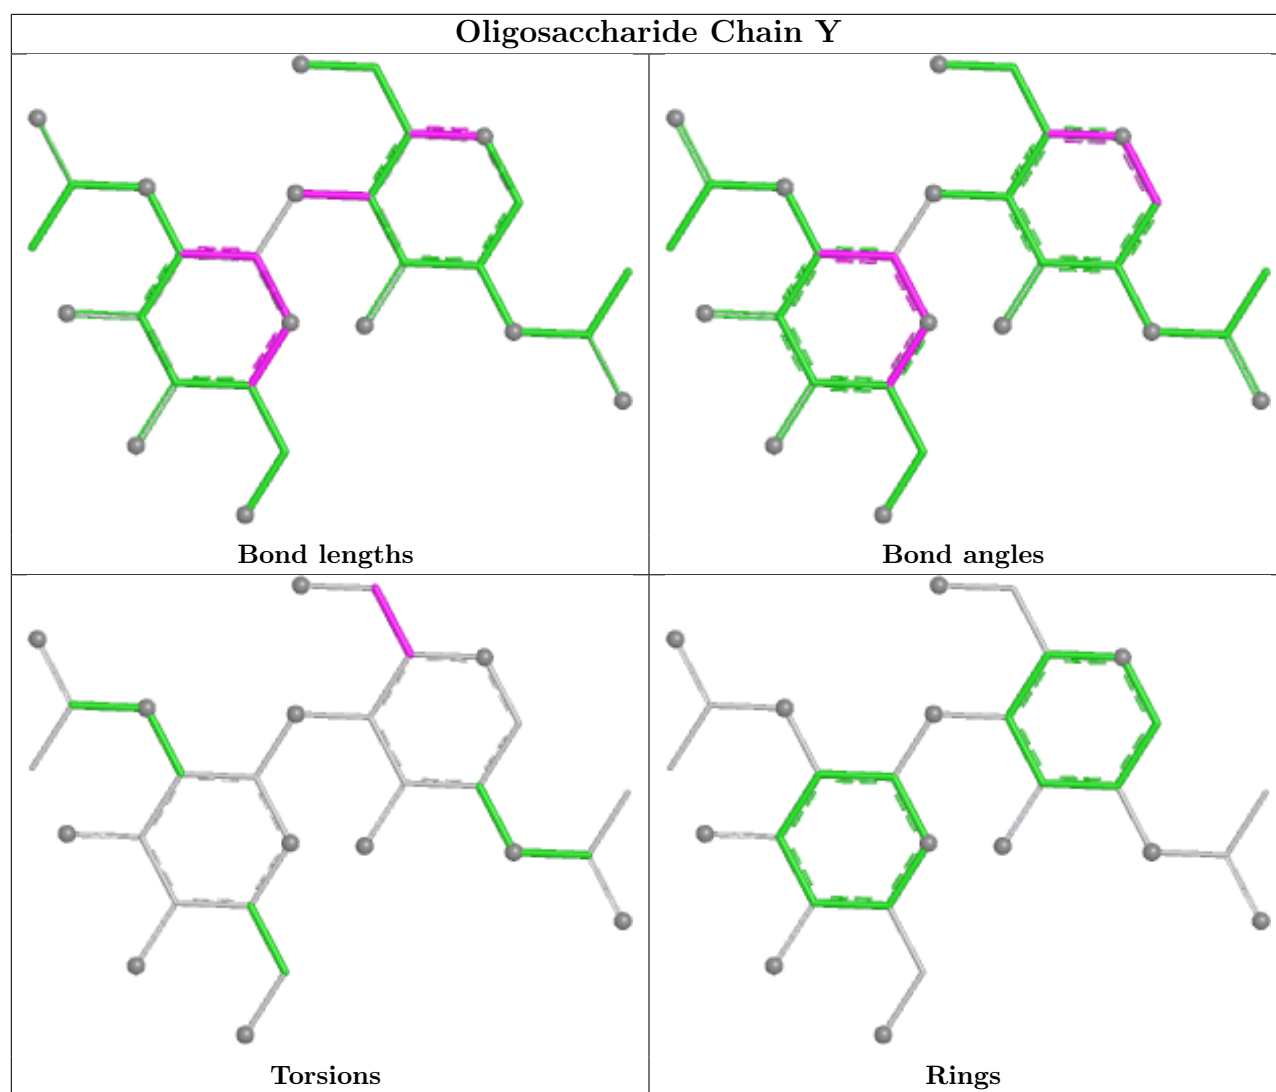 Oligosaccharide Chain Y
Bond lengths
Bond angles
Torsions
Rings